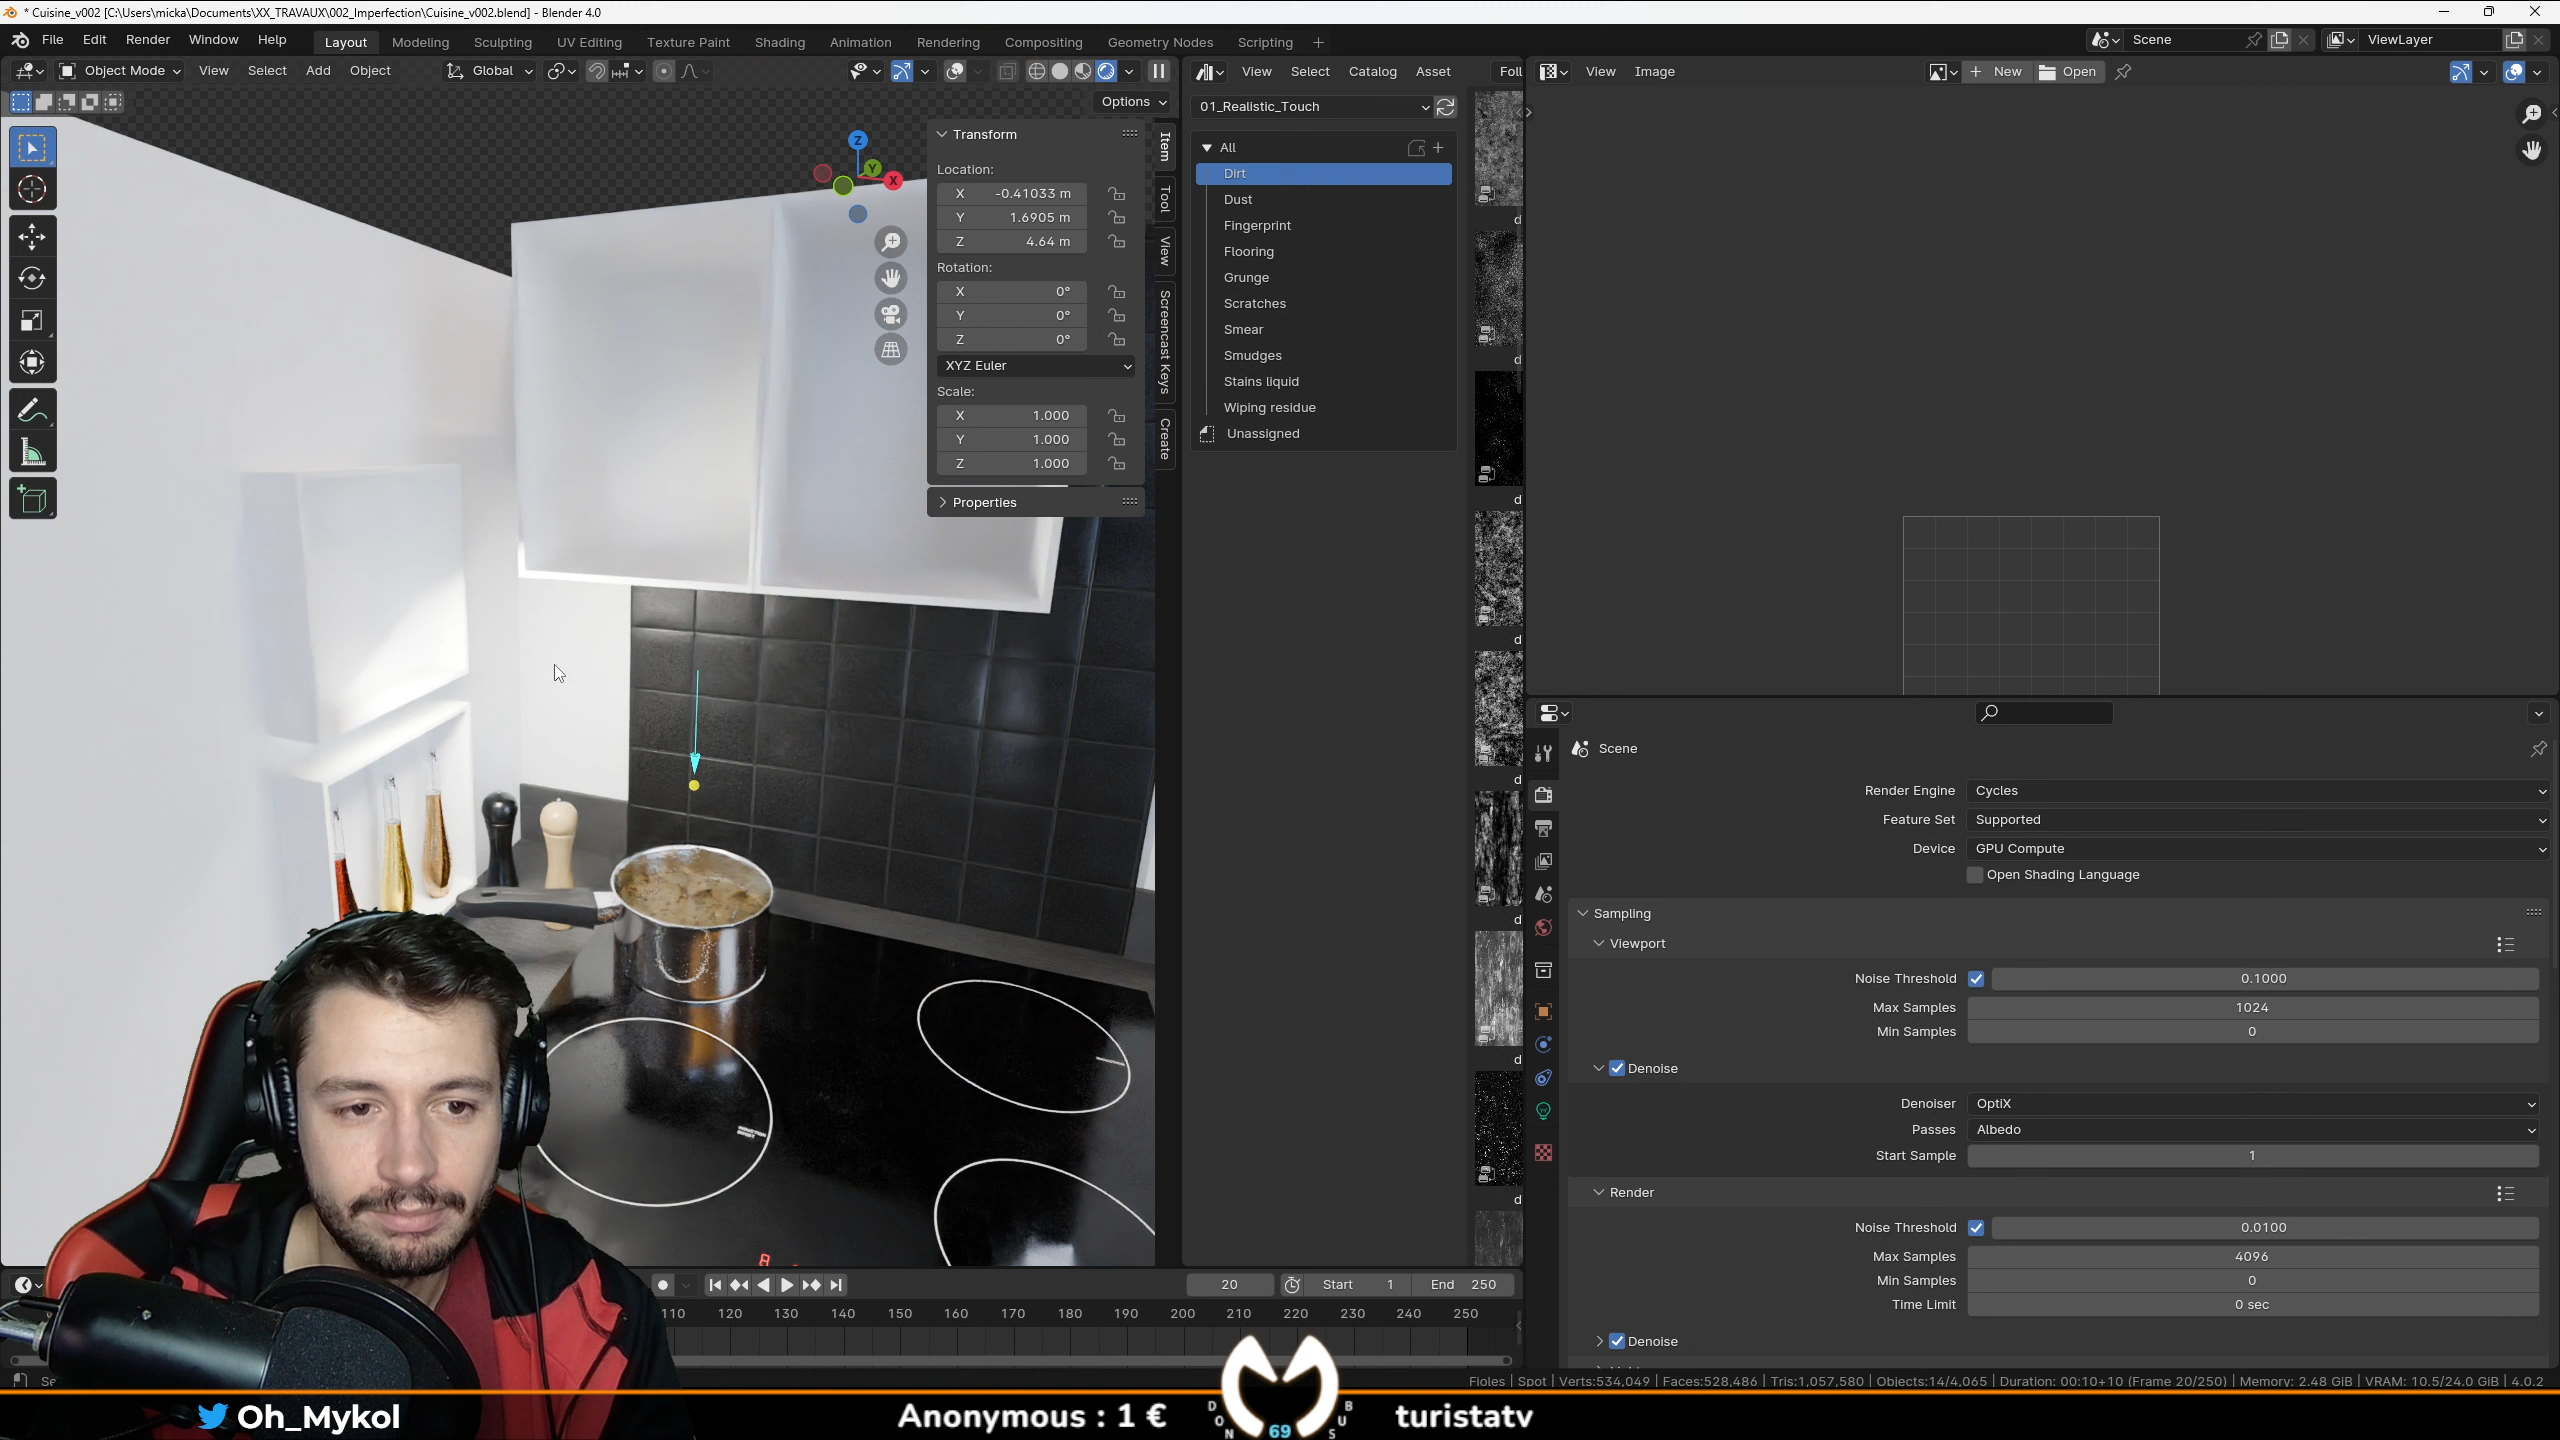 * Cuisine_v002 [C:\Users\micka\Documents\XX_TRAVAUX\002_Imperfection\Cuisine_v002.blend] - Blender 4.0
File Edit Render Window Help Layout Modeling Sculpting UV Editing Texture Paint Shading Animation Rendering Compositing Geometry Nodes Scripting + Scene ViewLayer
Object Mode View Select Add Object Global
View Select Catalog Asset Foll
View Image New Open
Options
01_Realistic_Touch
All
Dirt
Dust
Fingerprint
Flooring
Grunge
Scratches
Smear
Smudges
Stains liquid
Wiping residue
Unassigned
Z
Y
X
Transform
Location:
X -0.41033 m
Y 1.6905 m
Z 4.64 m
Rotation:
X 0°
Y 0°
Z 0°
XYZ Euler
Scale:
X 1.000
Y 1.000
Z 1.000
Properties
Item
Tool
View
Screencast Keys
Create
d
d
d
d
d
d
d
d
Scene
Render Engine Cycles
Feature Set Supported
Device GPU Compute
Open Shading Language
Sampling
Viewport
Noise Threshold 0.1000
Max Samples 1024
Min Samples 0
Denoise
Denoiser OptiX
Passes Albedo
Start Sample 1
Render
Noise Threshold 0.0100
Max Samples 4096
Min Samples 0
Time Limit 0 sec
Denoise
20 Start 1 End 250
110 120 130 140 150 160 170 180 190 200 210 220 230 240 250
Se
Fioles | Spot | Verts:534,049 | Faces:528,486 | Tris:1,057,580 | Objects:14/4,065 | Duration: 00:10+10 (Frame 20/250) | Memory: 2.48 GiB | VRAM: 10.5/24.0 GiB | 4.0.2
Oh_Mykol
Anonymous : 1 €
DON
69
BUS
turistatv